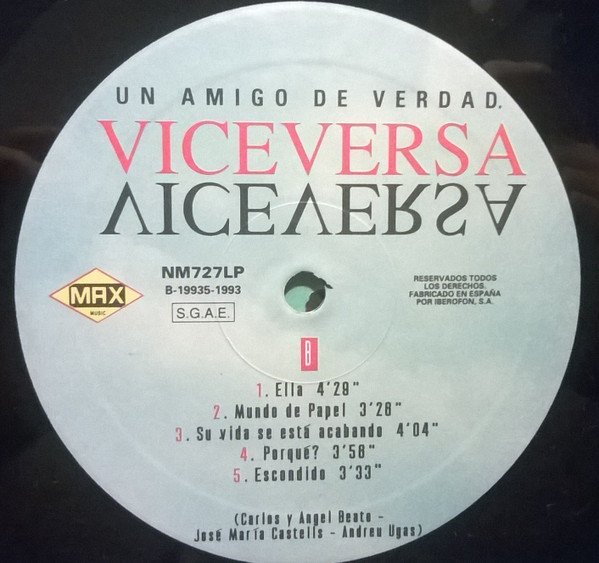 UN AMIGO DE VERDAD.
VICEVERSA
VICEVERSA
NM727LP
B-19935-1993
S.G.A.E.
MAX
MUSIC
RESERVADOS TODOS
LOS DERECHOS.
FABRICADO EN ESPAÑA
POR IBEROFON, S.A.
B
1. Ella 4'29"
2. Mundo de Papel 3'28"
3. Su vida se está acabando 4'04"
4. Porqué? 3'58"
5. Escondido 3'33"
(Carlos y Angel Beato -
José María Castells - Andreu Ugas)